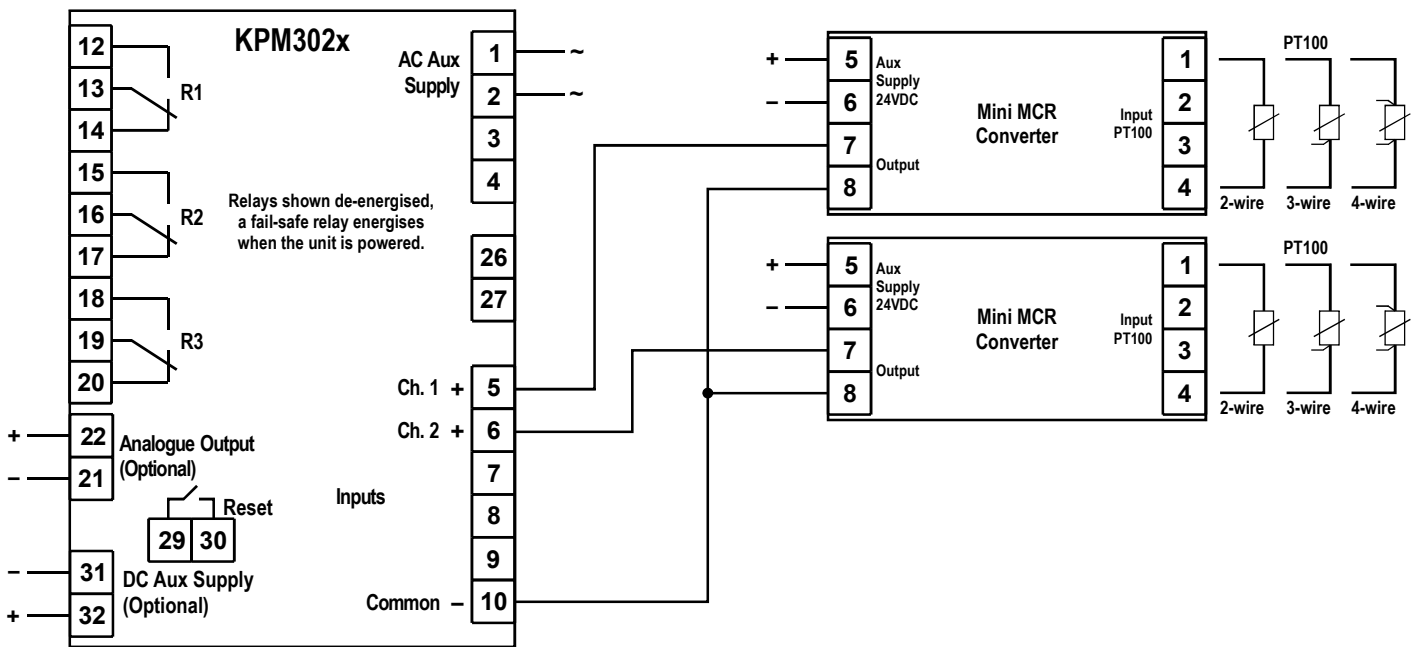 KPM302x
12
13
14
R1
15
16
17
R2
18
19
20
R3
Relays shown de-energised,
a fail-safe relay energises
when the unit is powered.
+ 22
− 21
Analogue Output
(Optional)
Reset
29 30
− 31
+ 32
DC Aux Supply
(Optional)
AC Aux
Supply
1 ~
2 ~
3
4
26
27
Inputs
Ch. 1 + 5
Ch. 2 + 6
7
8
9
Common − 10
+ 5
− 6
7
8
Aux
Supply
24VDC
Output
Mini MCR
Converter
Input
PT100
1
2
3
4
PT100
2-wire 3-wire 4-wire
+ 5
− 6
7
8
Aux
Supply
24VDC
Output
Mini MCR
Converter
Input
PT100
1
2
3
4
PT100
2-wire 3-wire 4-wire